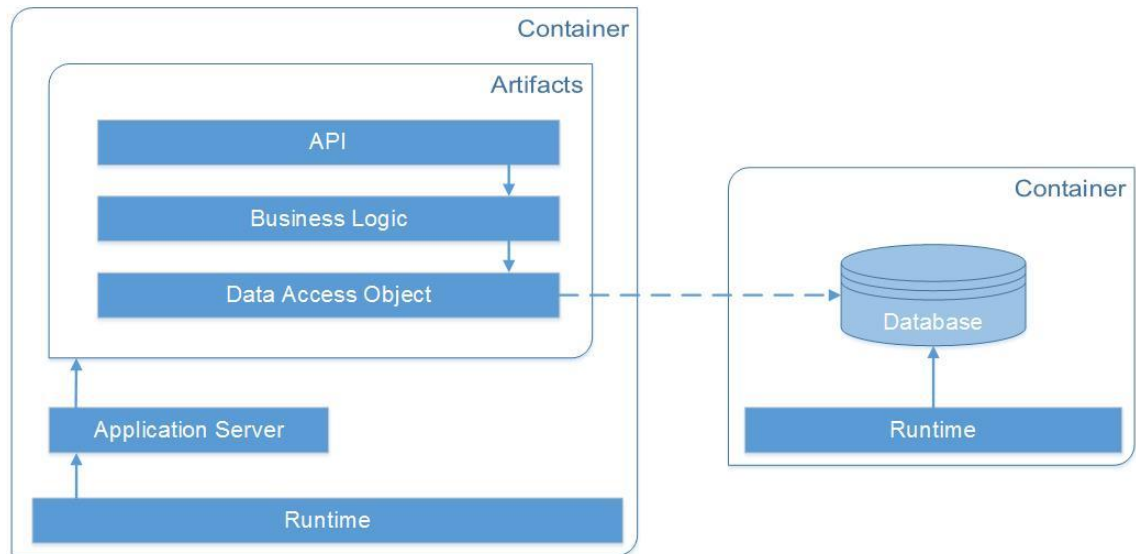 Container
Artifacts
API
Business Logic
Data Access Object
Application Server
Runtime
Container
Database
Runtime